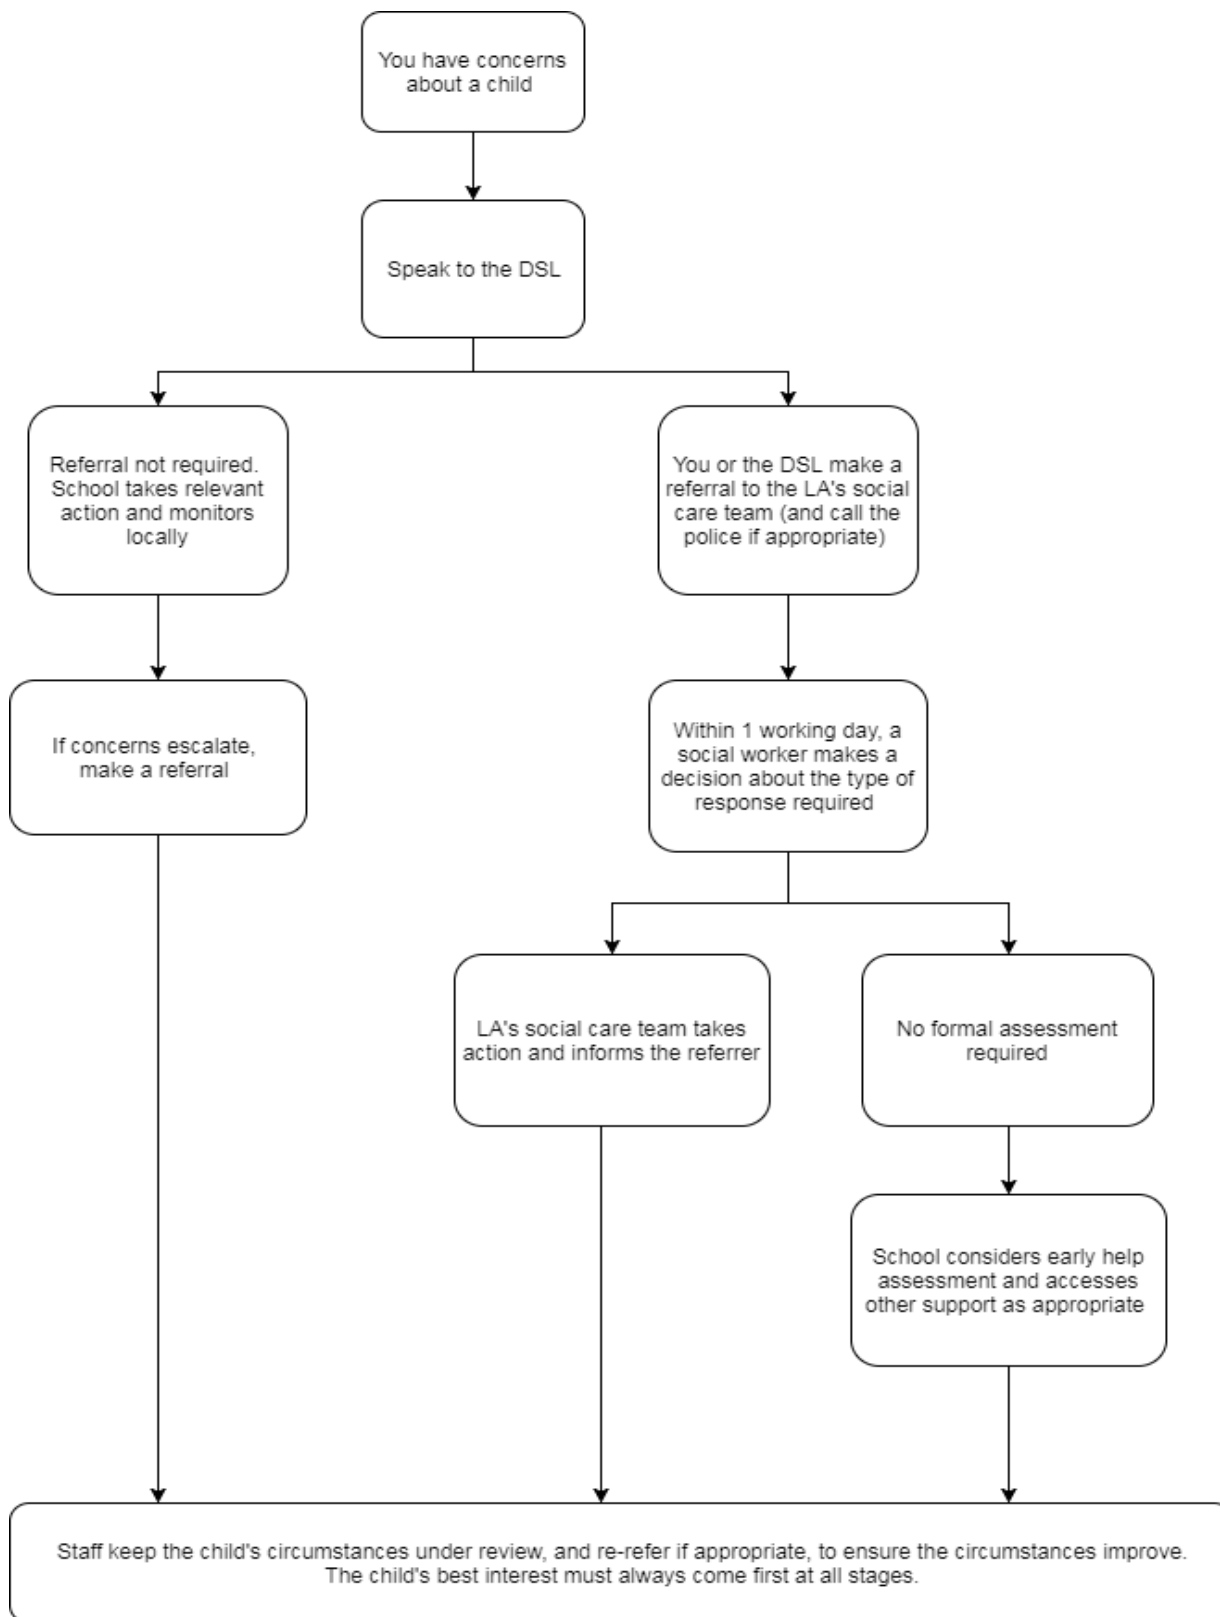 You have concerns
about a child
Speak to the DSL
Referral not required.
School takes relevant
action and monitors
locally
You or the DSL make a
referral to the LA's social
care team (and call the
police if appropriate)
If concerns escalate,
make a referral
Within 1 working day, a
social worker makes a
decision about the type of
response required
LA's social care team takes
action and informs the referrer
No formal assessment
required
School considers early help
assessment and accesses
other support as appropriate
Staff keep the child's circumstances under review, and re-refer if appropriate, to ensure the circumstances improve.
The child's best interest must always come first at all stages.